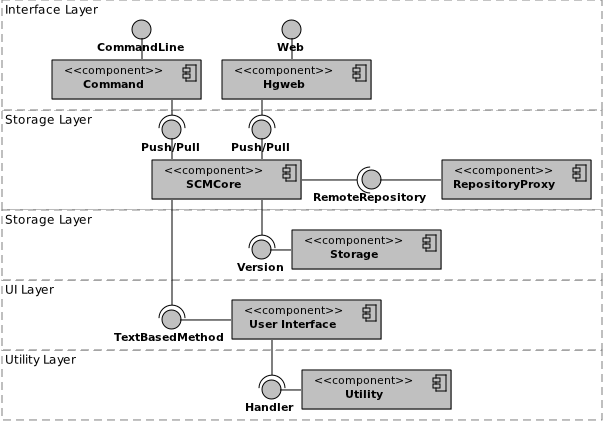 Interface Layer
CommandLine
Web
<<component>>
Command
<<component>>
Hgweb
Storage Layer
Push/Pull
Push/Pull
<<component>>
SCMCore
RemoteRepository
<<component>>
RepositoryProxy
Storage Layer
Version
<<component>>
Storage
UI Layer
TextBasedMethod
<<component>>
User Interface
Utility Layer
Handler
<<component>>
Utility